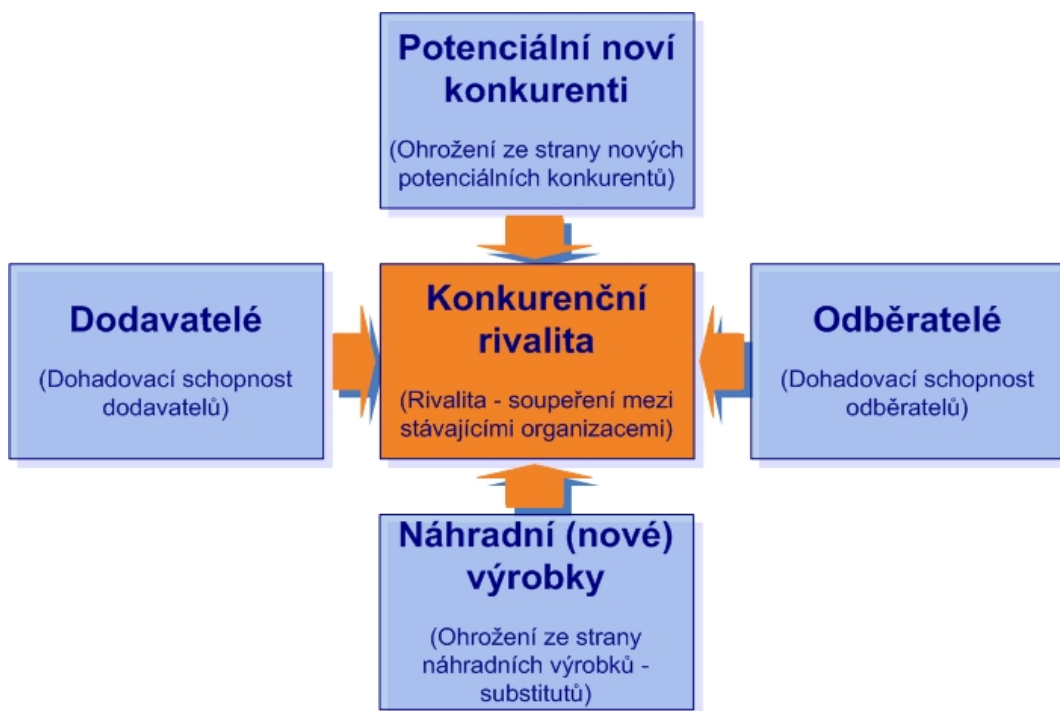 Potenciální noví
konkurenti
(Ohrožení ze strany nových
potenciálních konkurentů)
Dodavatelé
(Dohadovací schopnost
dodavatelů)
Konkurenční
rivalita
(Rivalita - soupeření mezi
stávajícími organizacemi)
Odběratelé
(Dohadovací schopnost
odběratelů)
Náhradní (nové)
výrobky
(Ohrožení ze strany
náhradních výrobků -
substitutů)